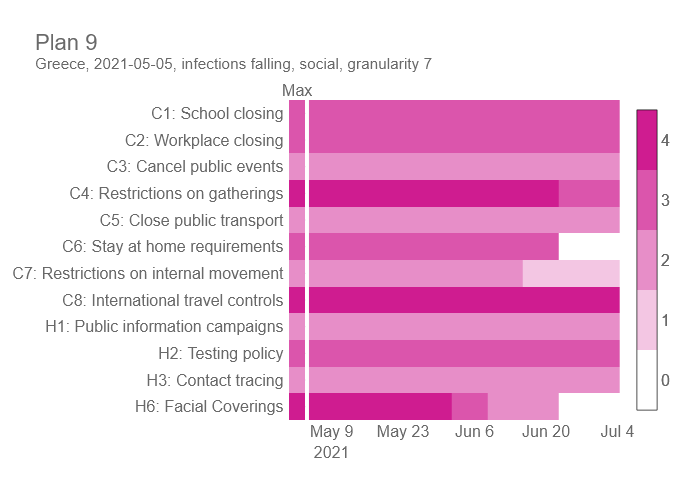 Plan 9
Greece, 2021-05-05, infections falling, social, granularity 7
Max
C1: School closing
C2: Workplace closing
C3: Cancel public events
C4: Restrictions on gatherings
C5: Close public transport
C6: Stay at home requirements
C7: Restrictions on internal movement
C8: International travel controls
H1: Public information campaigns
H2: Testing policy
H3: Contact tracing
H6: Facial Coverings
May 9 May 23 Jun 6 Jun 20 Jul 4
2021
4
3
2
1
0